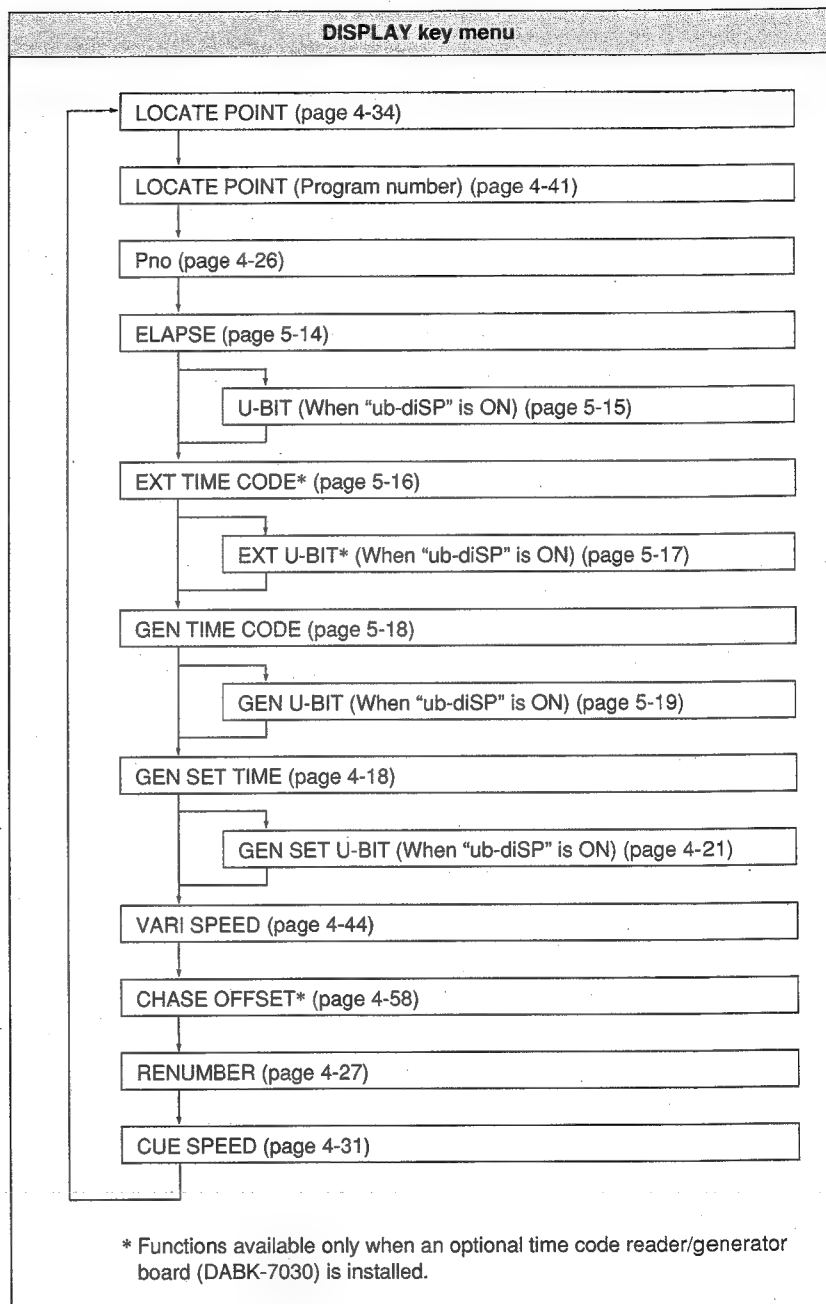 DISPLAY key menu
LOCATE POINT (page 4-34)
LOCATE POINT (Program number) (page 4-41)
Pno (page 4-26)
ELAPSE (page 5-14)
U-BIT (When "ub-diSP" is ON) (page 5-15)
EXT TIME CODE* (page 5-16)
EXT U-BIT* (When "ub-diSP" is ON) (page 5-17)
GEN TIME CODE (page 5-18)
GEN U-BIT (When "ub-diSP" is ON) (page 5-19)
GEN SET TIME (page 4-18)
GEN SET U-BIT (When "ub-diSP" is ON) (page 4-21)
VARI SPEED (page 4-44)
CHASE OFFSET* (page 4-58)
RENUMBER (page 4-27)
CUE SPEED (page 4-31)
* Functions available only when an optional time code reader/generator
board (DABK-7030) is installed.